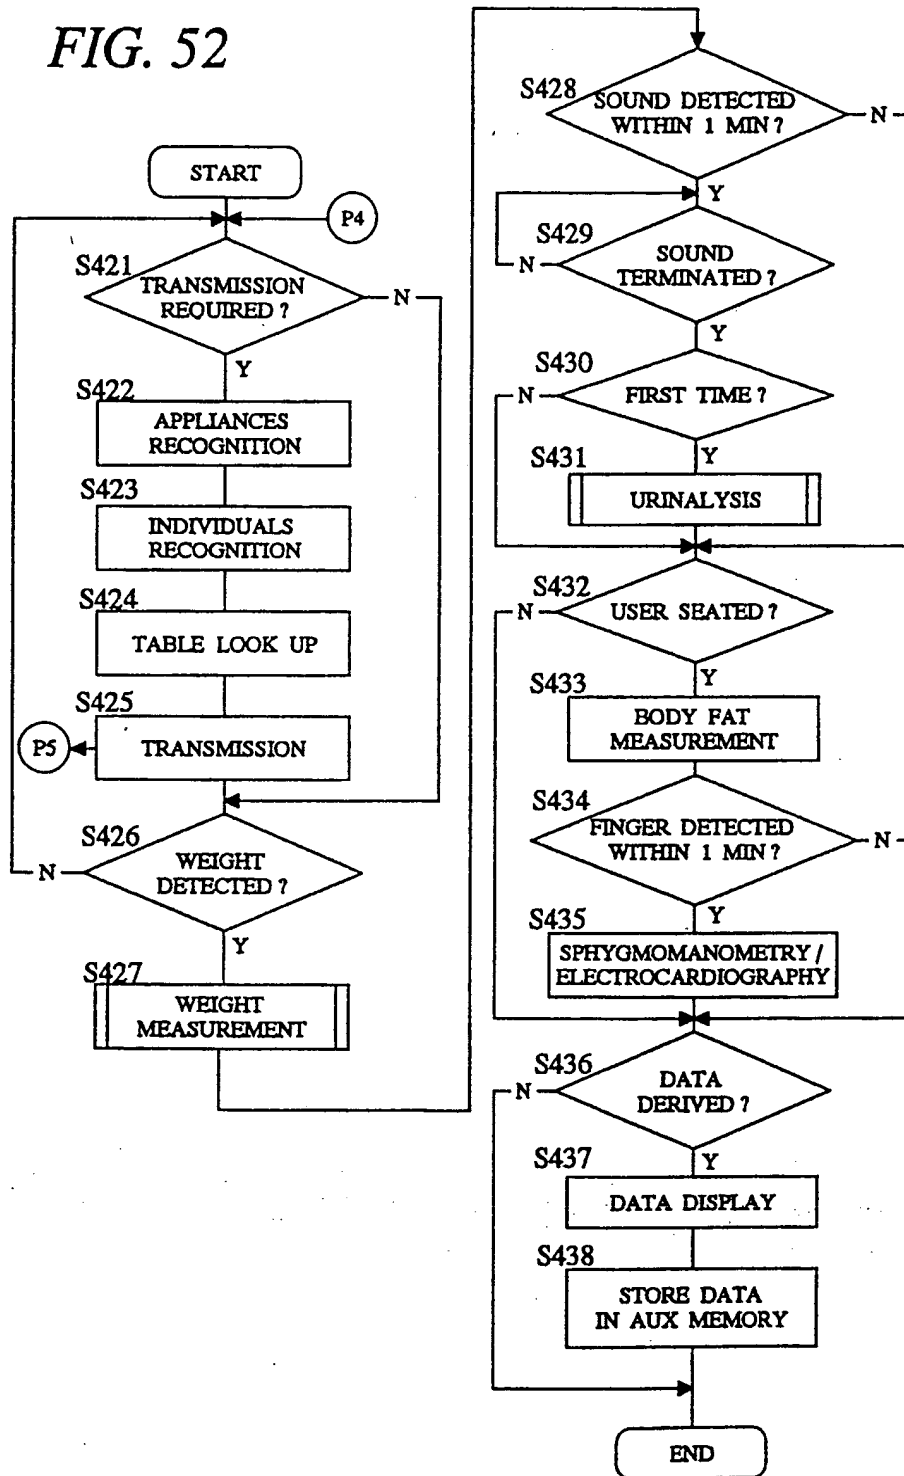 FIG. 52
START
P4
S421
TRANSMISSION
REQUIRED ?
N
Y
S422
APPLIANCES
RECOGNITION
S423
INDIVIDUALS
RECOGNITION
S424
TABLE LOOK UP
S425
P5
TRANSMISSION
S426
WEIGHT
DETECTED ?
N
Y
S427
WEIGHT
MEASUREMENT
S428
SOUND DETECTED
WITHIN 1 MIN ?
N
Y
S429
SOUND
TERMINATED ?
N
Y
S430
FIRST TIME ?
N
Y
S431
URINALYSIS
S432
USER SEATED ?
N
Y
S433
BODY FAT
MEASUREMENT
S434
FINGER DETECTED
WITHIN 1 MIN ?
N
Y
S435
SPHYGMOMANOMETRY /
ELECTROCARDIOGRAPHY
S436
DATA
DERIVED ?
N
Y
S437
DATA DISPLAY
S438
STORE DATA
IN AUX MEMORY
END